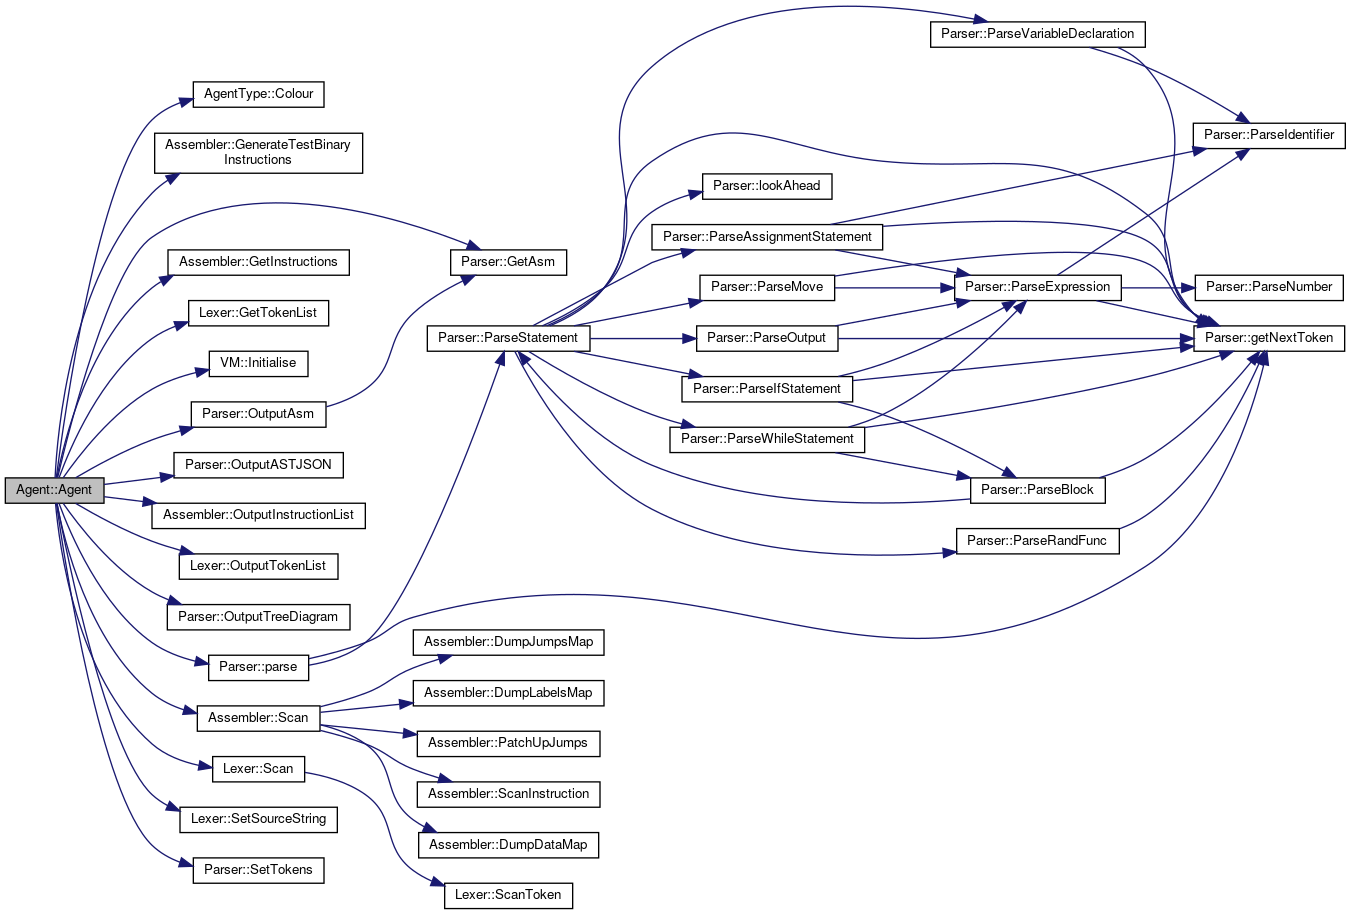 Parser::ParseVariableDeclaration
AgentType::Colour
Parser::ParseIdentifier
Assembler::GenerateTestBinary
Instructions
Parser::lookAhead
Parser::ParseAssignmentStatement
Assembler::GetInstructions
Parser::GetAsm
Parser::ParseMove
Parser::ParseExpression
Parser::ParseNumber
Lexer::GetTokenList
Parser::ParseStatement
Parser::ParseOutput
Parser::getNextToken
VM::Initialise
Parser::ParseIfStatement
Parser::OutputAsm
Parser::ParseWhileStatement
Parser::OutputASTJSON
Agent::Agent
Parser::ParseBlock
Assembler::OutputInstructionList
Parser::ParseRandFunc
Lexer::OutputTokenList
Parser::OutputTreeDiagram
Assembler::DumpJumpsMap
Parser::parse
Assembler::DumpLabelsMap
Assembler::Scan
Assembler::PatchUpJumps
Lexer::Scan
Assembler::ScanInstruction
Lexer::SetSourceString
Assembler::DumpDataMap
Parser::SetTokens
Lexer::ScanToken